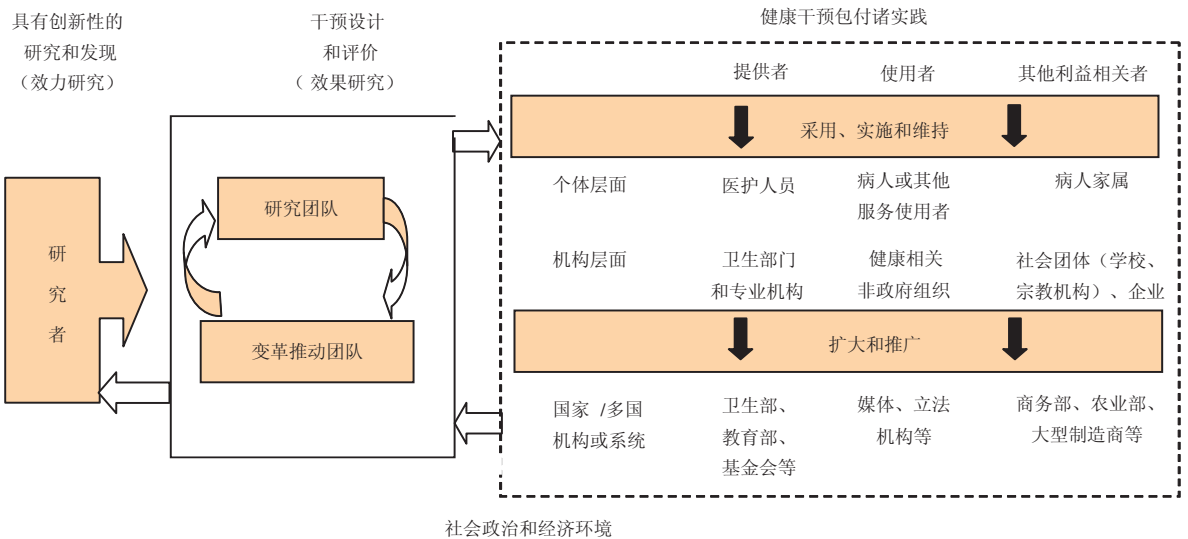 具有创新性的
研究和发现
（效力研究）
干预设计
和评价
（ 效果研究）
健康干预包付诸实践
提供者
使用者
其他利益相关者
采用、实施和维持
个体层面
医护人员
病人或其他
服务使用者
病人家属
机构层面
卫生部门
和专业机构
健康相关
非政府组织
社会团体（学校、
宗教机构）、企业
扩大和推广
国家 /多国
机构或系统
卫生部、
教育部、
基金会等
媒体、立法
机构等
商务部、农业部、
大型制造商等
研
究
者
研究团队
变革推动团队
社会政治和经济环境